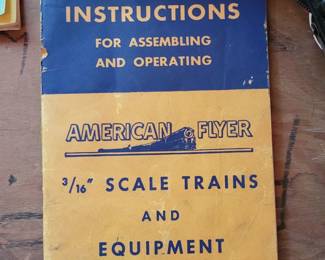 INSTRUCTIONS
FOR ASSEMBLING
AND OPERATING
AMERICAN FLYER
3/16" SCALE TRAINS
AND
EQUIPMENT